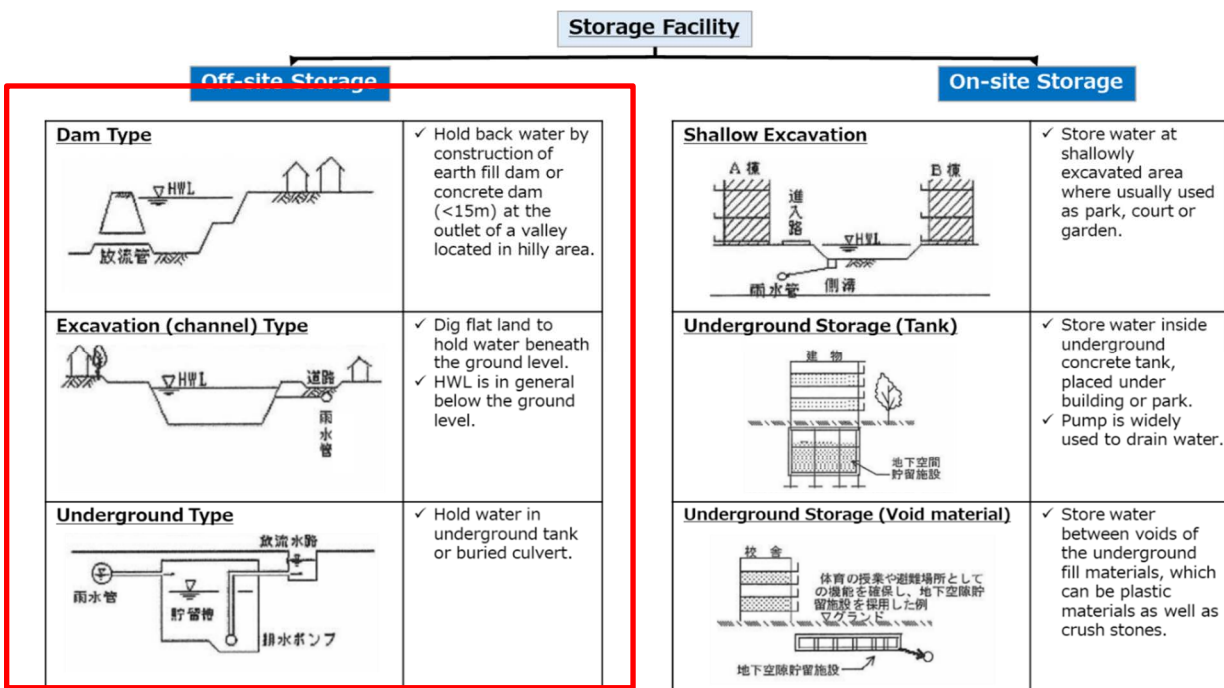 Storage Facility
Off-site Storage
Dam Type
HWL
放流管
✓ Hold back water by
construction of
earth fill dam or
concrete dam
(<15m) at the
outlet of a valley
located in hilly area.
Excavation (channel) Type
HWL
道路
雨水管
✓ Dig flat land to
hold water beneath
the ground level.
✓ HWL is in general
below the ground
level.
Underground Type
放流水路
雨水管
貯留槽
排水ポンプ
✓ Hold water in
underground tank
or buried culvert.
On-site Storage
Shallow Excavation
A棟
B棟
進入路
HWL
雨水管
側溝
✓ Store water at
shallowly
excavated area
where usually used
as park, court or
garden.
Underground Storage (Tank)
建物
地下空間
貯留施設
✓ Store water inside
underground
concrete tank,
placed under
building or park.
✓ Pump is widely
used to drain water.
Underground Storage (Void material)
校舎
体育の授業や避難場所として
の機能を確保し、地下空隙貯
留施設を採用した例
▽グランド
地下空隙貯留施設
✓ Store water
between voids of
the underground
fill materials, which
can be plastic
materials as well as
crush stones.